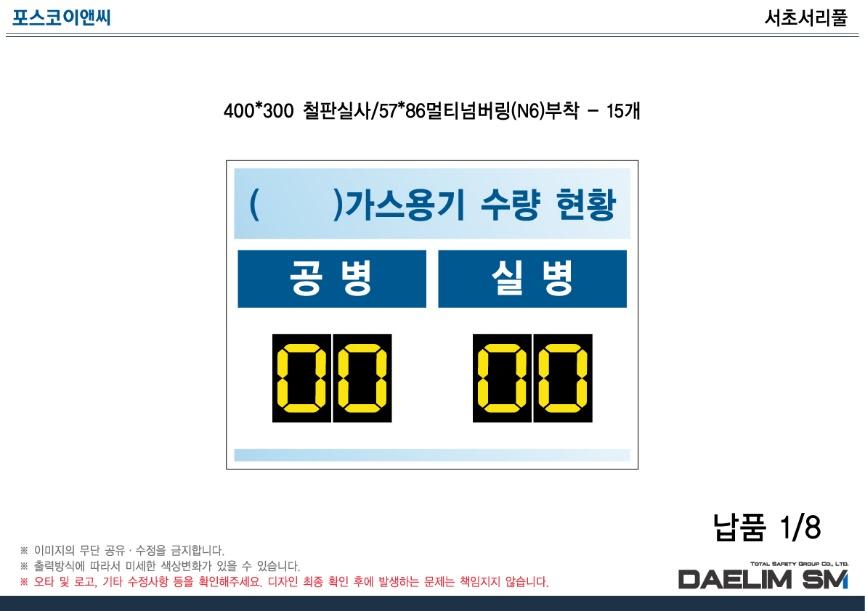 포스코이앤씨
서초서리풀
400*300 철판실사/57*86멀티넘버링(N6)부착 - 15개
( )가스용기 수량 현황
공 병
실 병
00
00
납품 1/8
※ 이미지의 무단 공유·수정을 금지합니다.
※ 출력방식에 따라서 미세한 색상변화가 있을 수 있습니다.
※ 오타 및 로고, 기타 수정사항 등을 확인해주세요. 디자인 최종 확인 후에 발생하는 문제는 책임지지 않습니다.
TOTAL SAFETY GROUP CO., LTD.
DAELIM SM